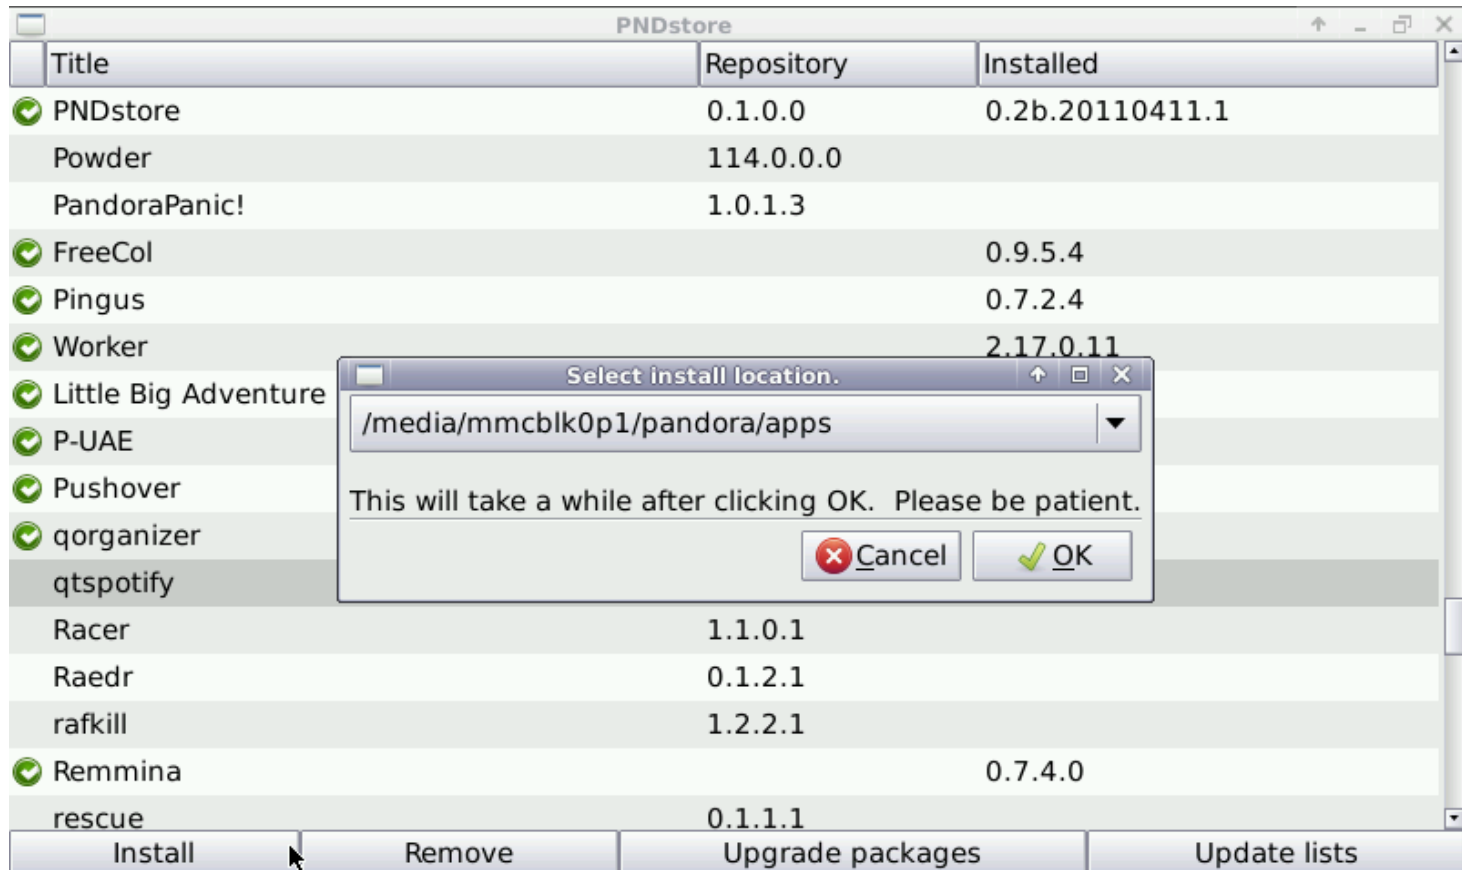 PNDstore
Title Repository Installed
PNDstore 0.1.0.0 0.2b.20110411.1
Powder 114.0.0.0
PandoraPanic! 1.0.1.3
FreeCol 0.9.5.4
Pingus 0.7.2.4
Worker 2.17.0.11
Select install location.
Little Big Adventure
/media/mmcblk0p1/pandora/apps
P-UAE
Pushover
This will take a while after clicking OK. Please be patient.
qorganizer
Cancel OK
qtspotify
Racer 1.1.0.1
Raedr 0.1.2.1
rafkill 1.2.2.1
Remmina 0.7.4.0
rescue 0.1.1.1
Install Remove Upgrade packages Update lists